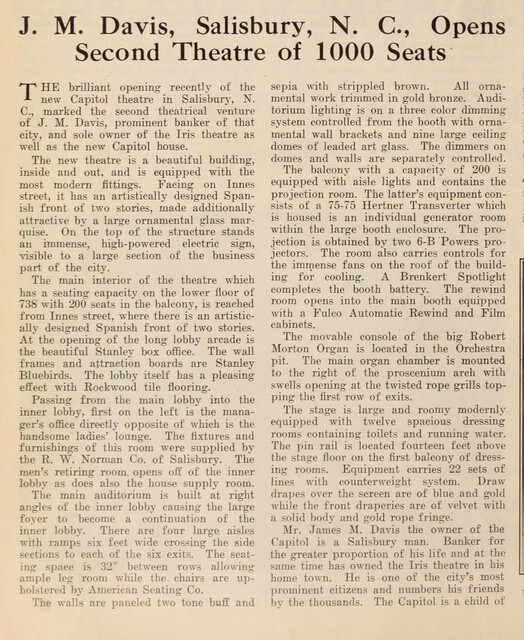 J. M. Davis, Salisbury, N. C., Opens
Second Theatre of 1000 Seats
THE brilliant opening recently of the
new Capitol theatre in Salisbury, N.
C., marked the second theatrical venture
of J. M. Davis, prominent banker of that
city, and sole owner of the Iris theatre as
well as the new Capitol house.
The new theatre is a beautiful building,
inside and out, and is equipped with the
most modern fittings. Facing on Innes
street, it has an artistically designed Span-
ish front of two stories, made additionally
attractive by a large ornamental glass mar-
quise. On the top of the structure stands
an immense, high-powered electric sign,
visible to a large section of the business
part of the city.
The main interior of the theatre which
has a seating capacity on the lower floor of
738 with 200 seats in the balcony, is reached
from Innes street, where there is an artistic-
ally designed Spanish front of two stories.
At the opening of the long lobby arcade is
the beautiful Stanley box office. The wall
frames and attraction boards are Stanley
Bluebirds. The lobby itself has a pleasing
effect with Rockwood tile flooring.
Passing from the main lobby into the
inner lobby, first on the left is the mana-
ger's office directly opposite of which is the
handsome ladies' lounge. The fixtures and
furnishings of this room were supplied by
the R. W. Norman Co. of Salisbury. The
men's retiring room opens off of the inner
lobby as does also the house supply room.
The main auditorium is built at right
angles of the inner lobby causing the large
foyer to become a continuation of the
inner lobby. There are four large aisles
with ramps six feet wide crossing the side
sections to each of the six exits. The seat-
ing space is 32" between rows allowing
ample leg room while the chairs are up-
holstered by American Seating Co.
The walls are paneled two tone buff and
sepia with strippled brown. All orna-
mental work trimmed in gold bronze. Audi-
torium lighting is on a three color dimming
system controlled from the booth with orna-
mental wall brackets and nine large ceiling
domes of leaded art glass. The dimmers on
domes and walls are separately controlled.
The balcony with a capacity of 200 is
equipped with aisle lights and contains the
projection room. The latter's equipment con-
sists of a 75-75 Hertner Transverter which
is housed is an individual generator room
within the large booth enelosure. The pro-
jection is obtained by two 6-B Powers pro-
jectors. The room also carries controls for
the immense fans on the roof of the build-
ing for cooling. A Brenkert Spotlight
completes the booth battery. The rewind
room opens into the main booth equipped
with a Fulco Automatic Rewind and Film
cabinets.
The movable console of the big Robert
Morton Organ is located in the Orchestra
pit. The main organ chamber is mounted
to the right of the proscenium arch with
swells opening at the twisted rope grills top-
ping the first row of exits.
The stage is large and roomy modernly
equipped with twelve spacious dressing
rooms containing toilets and running water.
The pin rail is located fourteen feet above
the stage floor on the first balcony of dress-
ing rooms. Equipment carries 22 sets of
lines with counterweight system. Draw
drapes over the screen are of blue and gold
while the front draperies are of velvet with
a solid body and gold rope fringe.
Mr. James M. Davis the owner of the
Capitol is a Salisbury man. Banker for
the greater proportion of his life and at the
same time has owned the Iris theatre in his
home town. He is one of the city's most
prominent citizens and numbers his friends
by the thousands. The Capitol is a child of